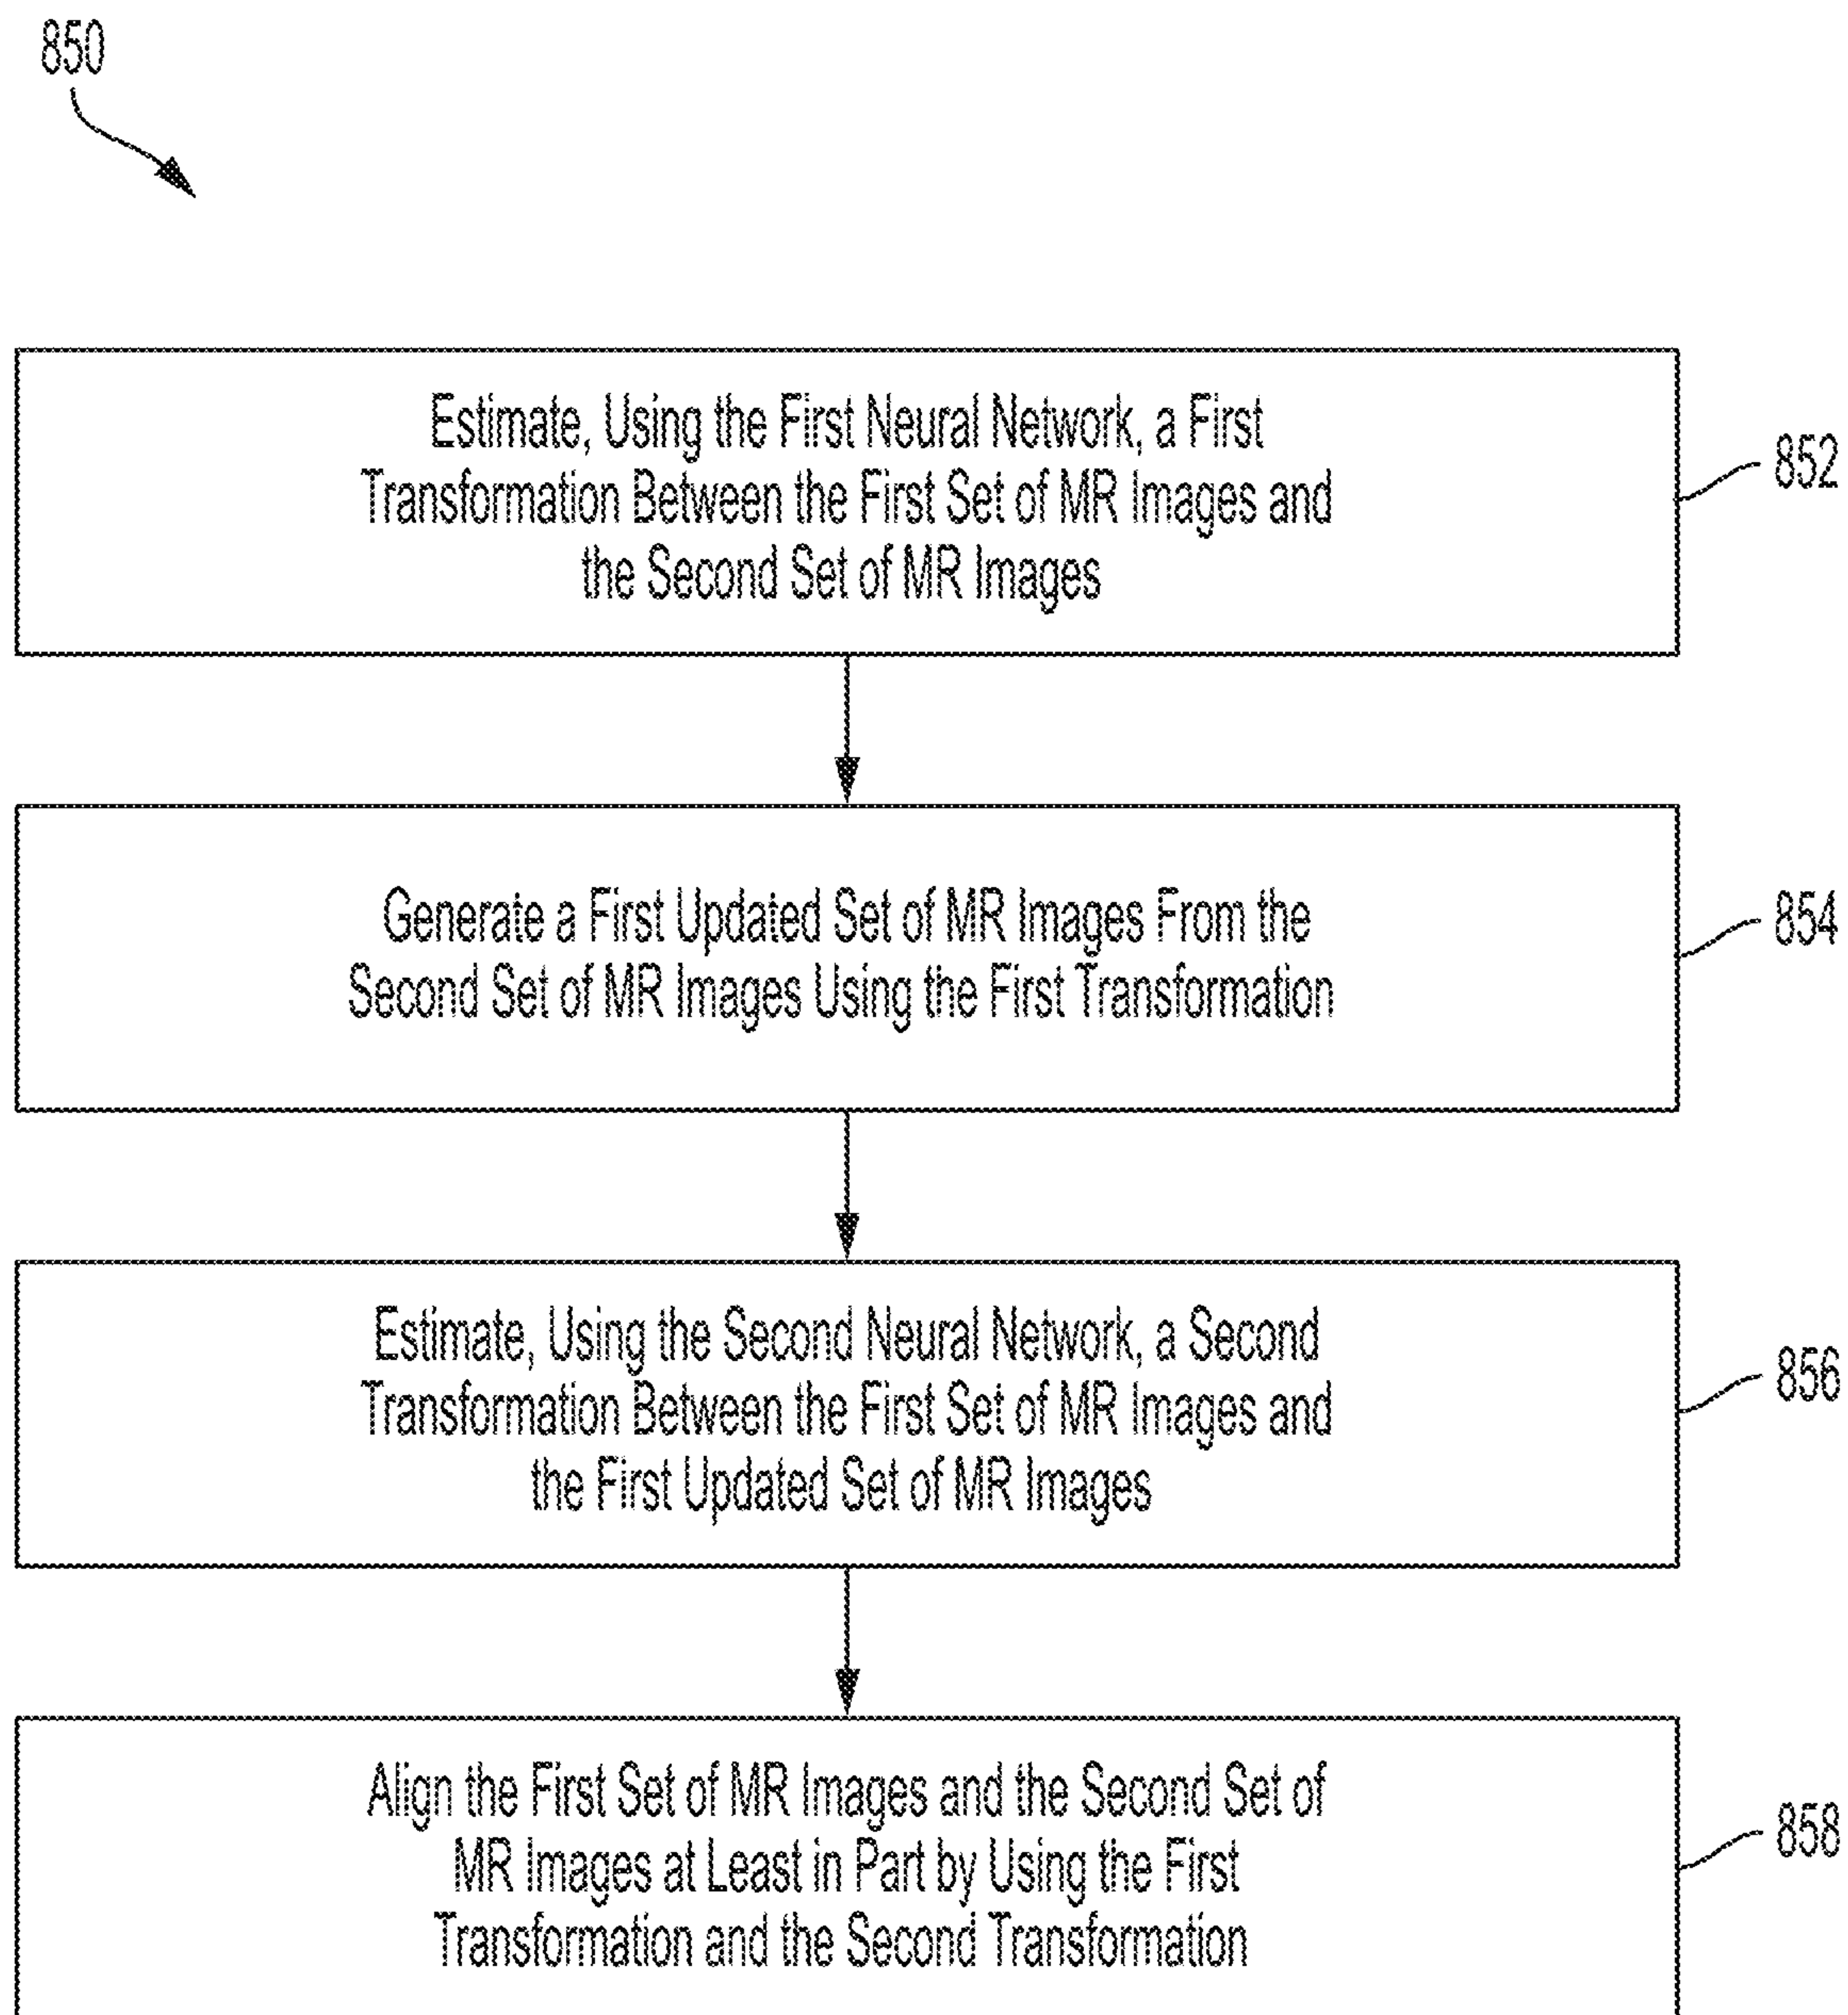 850
Estimate, Using the First Neural Network, a First
Transformation Between the First Set of MR Images and
the Second Set of MR Images
852
Generate a First Updated Set of MR Images From the
Second Set of MR Images Using the First Transformation
854
Estimate, Using the Second Neural Network, a Second
Transformation Between the First Set of MR Images and
the First Updated Set of MR Images
856
Align the First Set of MR Images and the Second Set of
MR Images at Least in Part by Using the First
Transformation and the Second Transformation
858